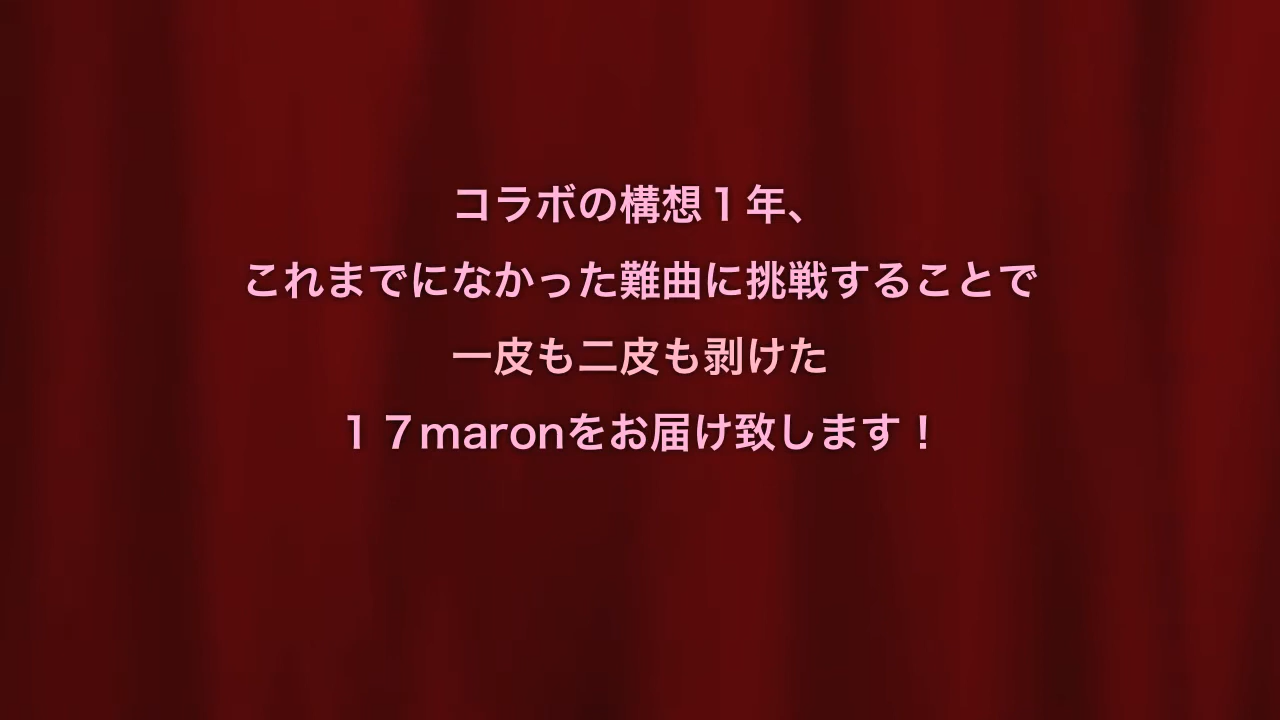 コラボの構想１年、
これまでになかった難曲に挑戦することで
一皮も二皮も剥けた
１７maronをお届け致します！